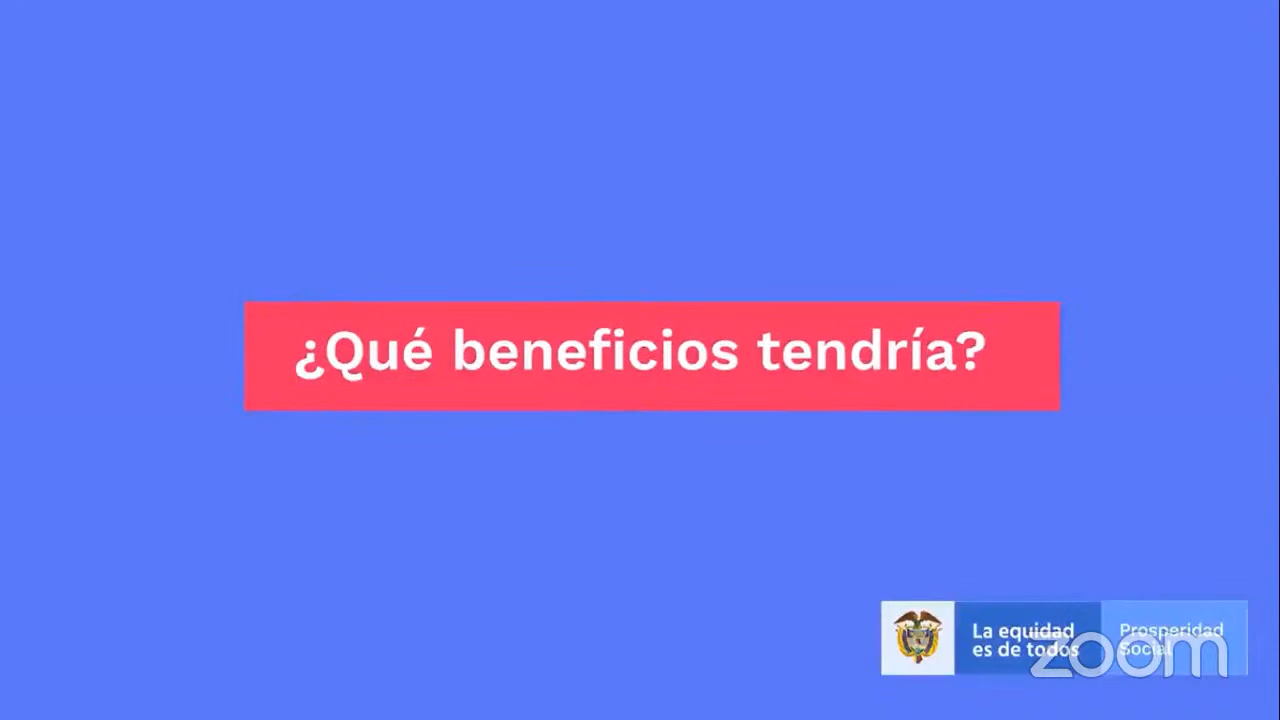 ¿Qué beneficios tendría?
La equidad
es de todos
Prosperidad
Social
zoom